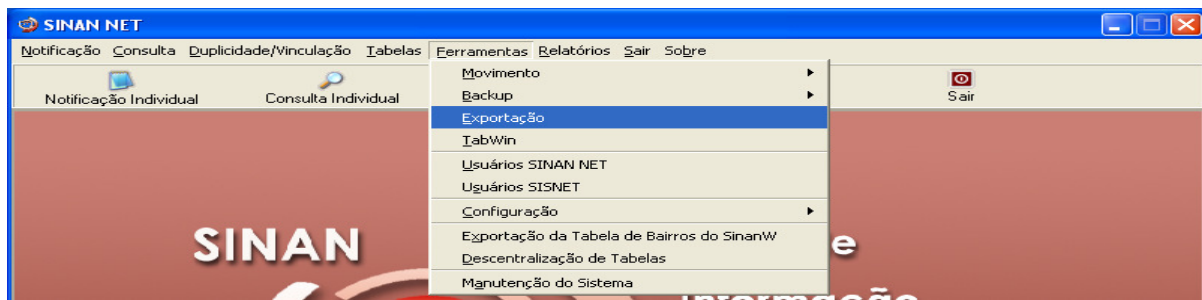 SINAN NET
Notificação Consulta Duplicidade/Vinculação Tabelas Ferramentas Relatórios Sair Sobre
Notificação Individual Consulta Individual Sair
Movimento
Backup
Exportação
TabWin
Usuários SINAN NET
Usuários SISNET
Configuração
Exportação da Tabela de Bairros do SinanW
Descentralização de Tabelas
Manutenção do Sistema
SINAN e
Informação